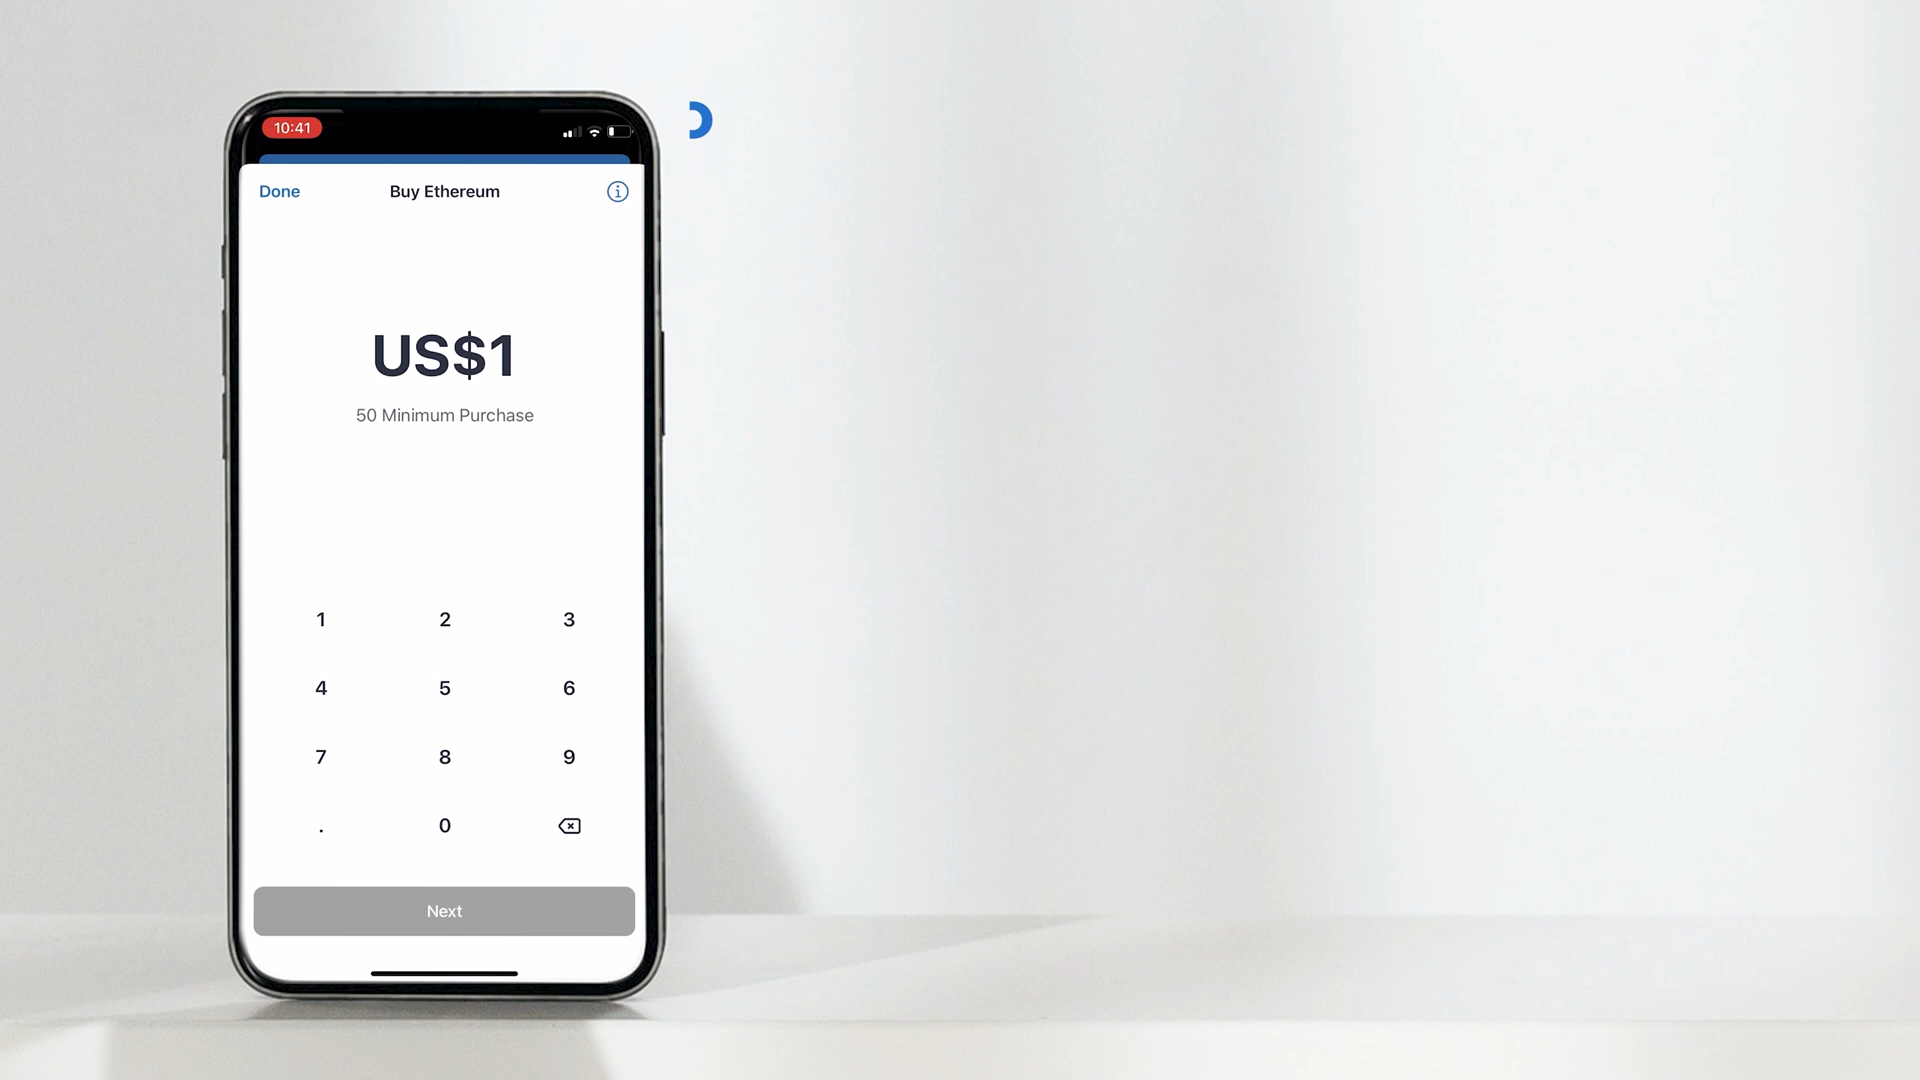 10:41
Done Buy Ethereum
US$1
50 Minimum Purchase
1 2 3
4 5 6
7 8 9
. 0
Next